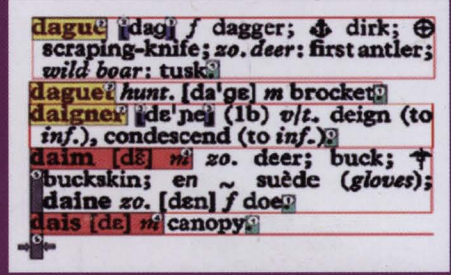 dague [dag] f dagger; ⚓ dirk; ⊕
scraping-knife; zo. deer: first antler;
wild boar: tusk.
daguet hunt. [da'gɛ] m brocket.
daigner [dɛ'ɲe] (1b) v/t. deign (to
inf.), condescend (to inf.).
daim [dɛ̃] m zo. deer; buck; ✝
buckskin; en ~ suède (gloves);
daine zo. [dɛn] f doe.
dais [dɛ] m canopy.